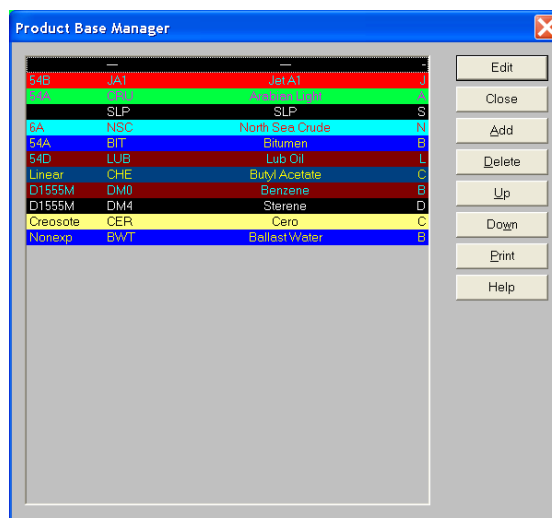 Product Base Manager
— — -
54B JA1 Jet A1 J
54A CRU Arabian Light A
SLP SLP S
6A NSC North Sea Crude N
54A BIT Bitumen B
54D LUB Lub Oil L
Linear CHE Butyl Acetate C
D1555M DM0 Benzene B
D1555M DM4 Sterene D
Creosote CER Cero C
Nonexp BWT Ballast Water B
Edit
Close
Add
Delete
Up
Down
Print
Help